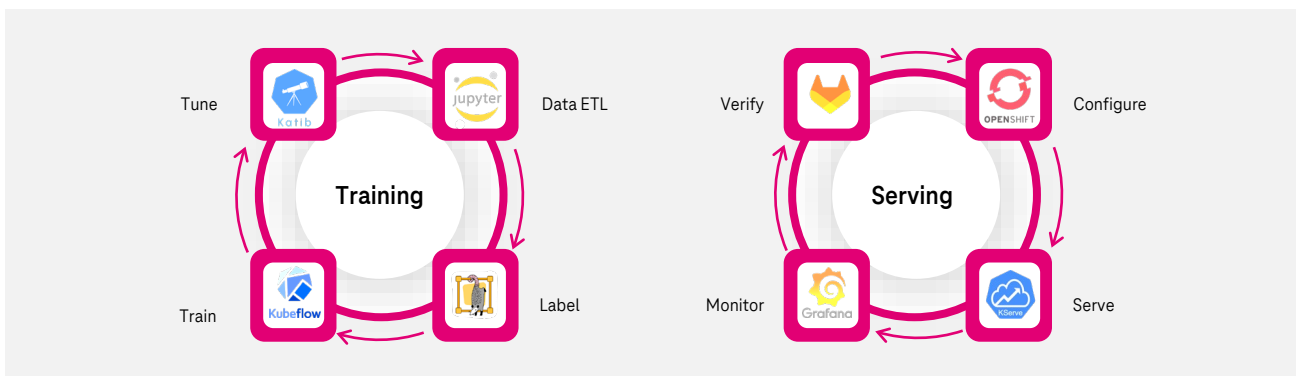 Tune
Katib
Jupyter
Data ETL
Training
Train
Kubeflow
Label
Verify
OPENSHIFT
Configure
Serving
Monitor
Grafana
KServe
Serve